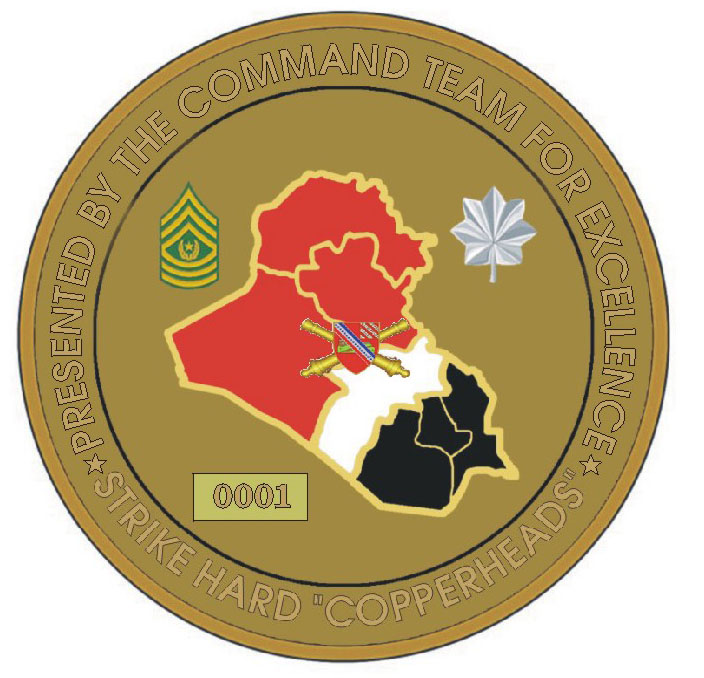 PRESENTED BY THE COMMAND TEAM FOR EXCELLENCE
0001
STRIKE HARD "COPPERHEADS"